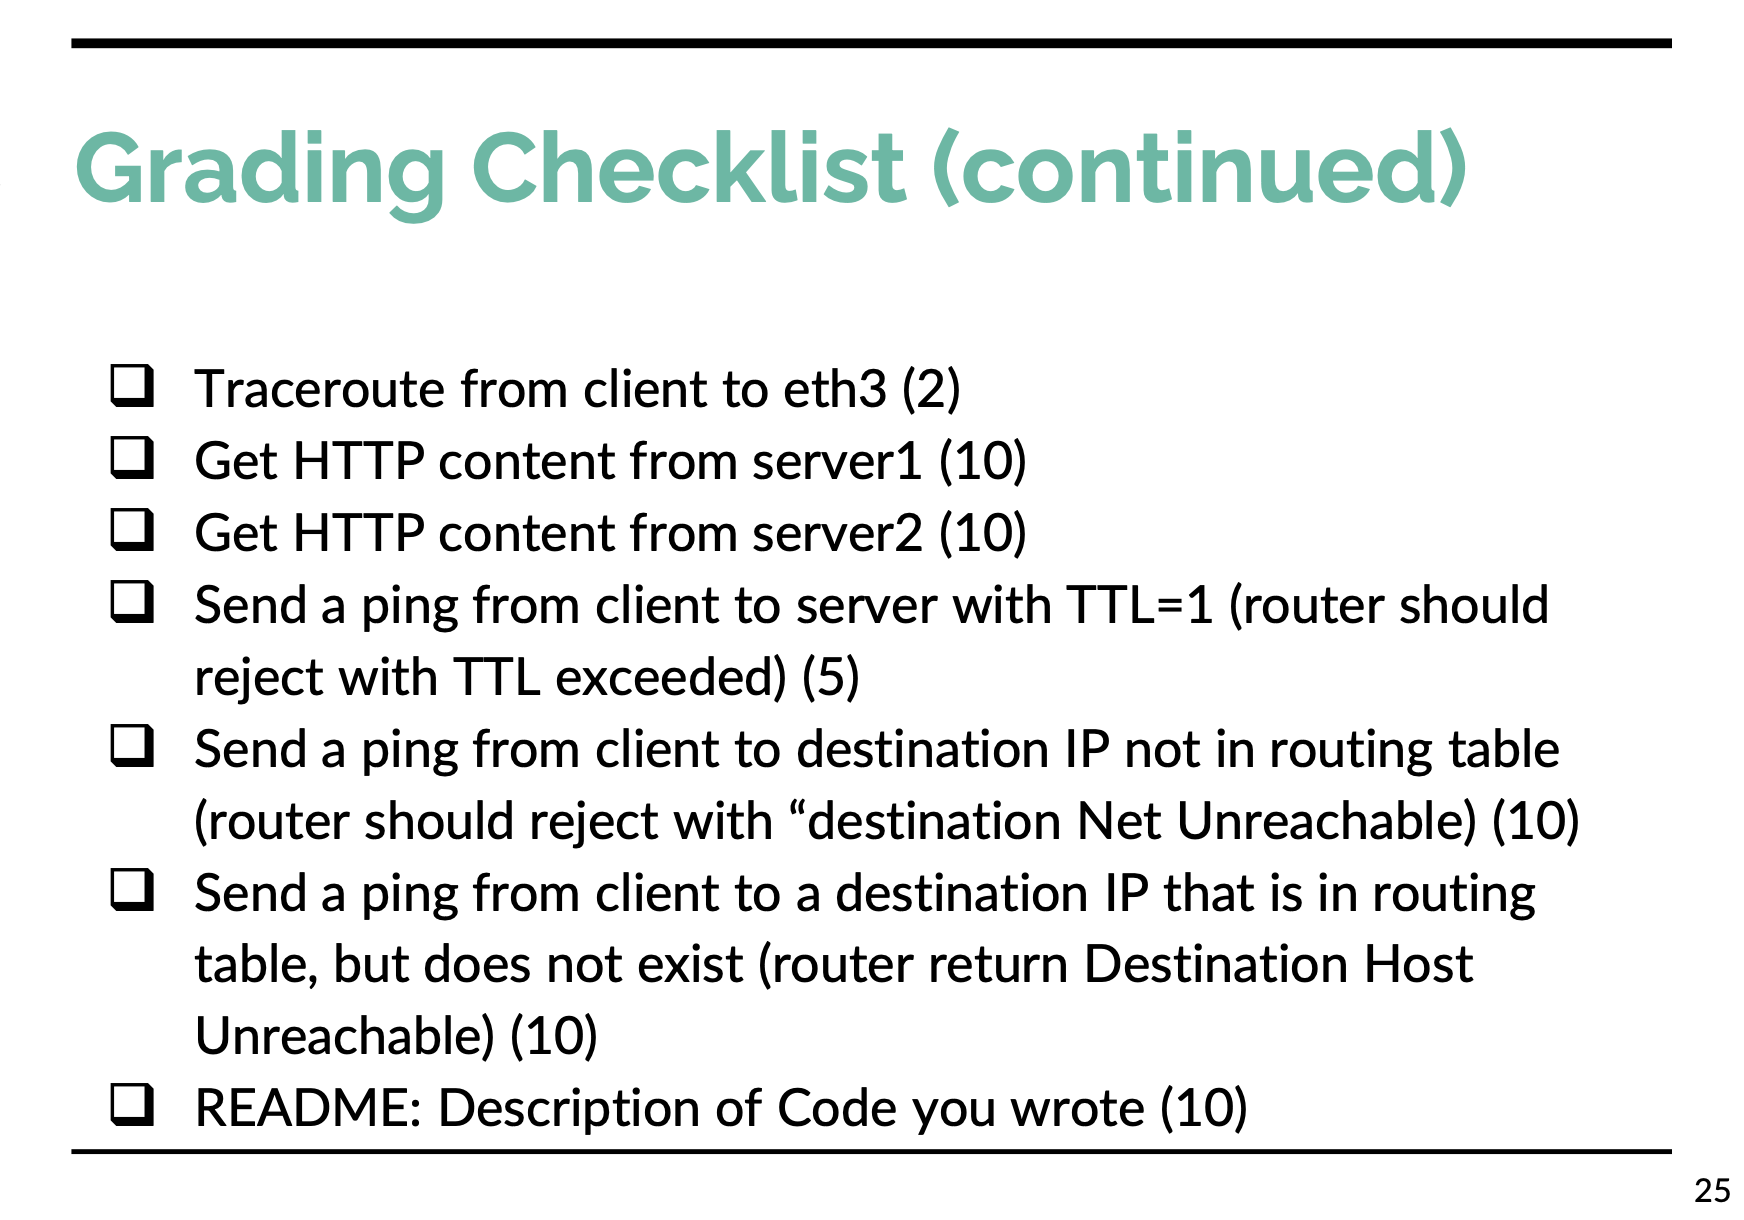 Grading Checklist (continued)
Traceroute from client to eth3 (2)
Get HTTP content from server1 (10)
Get HTTP content from server2 (10)
Send a ping from client to server with TTL=1 (router should
reject with TTL exceeded) (5)
Send a ping from client to destination IP not in routing table
(router should reject with “destination Net Unreachable) (10)
Send a ping from client to a destination IP that is in routing
table, but does not exist (router return Destination Host
Unreachable) (10)
README: Description of Code you wrote (10)
25